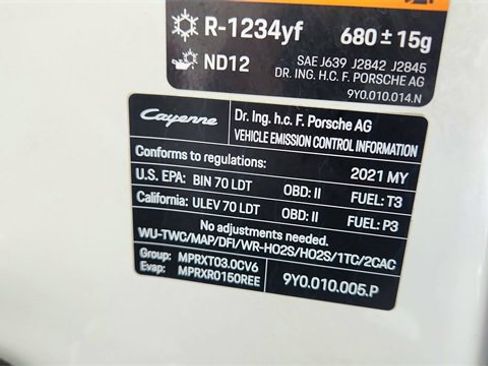 R-1234yf 680 ± 15g
ND12 SAE J639 J2842 J2845
DR. ING. H.C. F. PORSCHE AG
9Y0.010.014.N
Cayenne Dr. Ing. h.c. F. Porsche AG
VEHICLE EMISSION CONTROL INFORMATION
Conforms to regulations: 2021 MY
U.S. EPA: BIN 70 LDT OBD: II FUEL: T3
California: ULEV 70 LDT OBD: II FUEL: P3
No adjustments needed.
WU-TWC/MAP/DFI/WR-HO2S/HO2S/1TC/2CAC
Group: MPRXT03.0CV6
Evap: MPRXR0150REE 9Y0.010.005.P